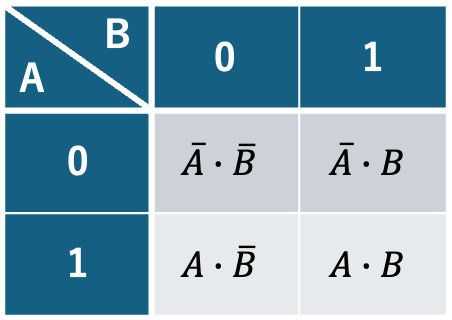 B
A
0 1
0 A̅ · B̅ A̅ · B
1 A · B̅ A · B